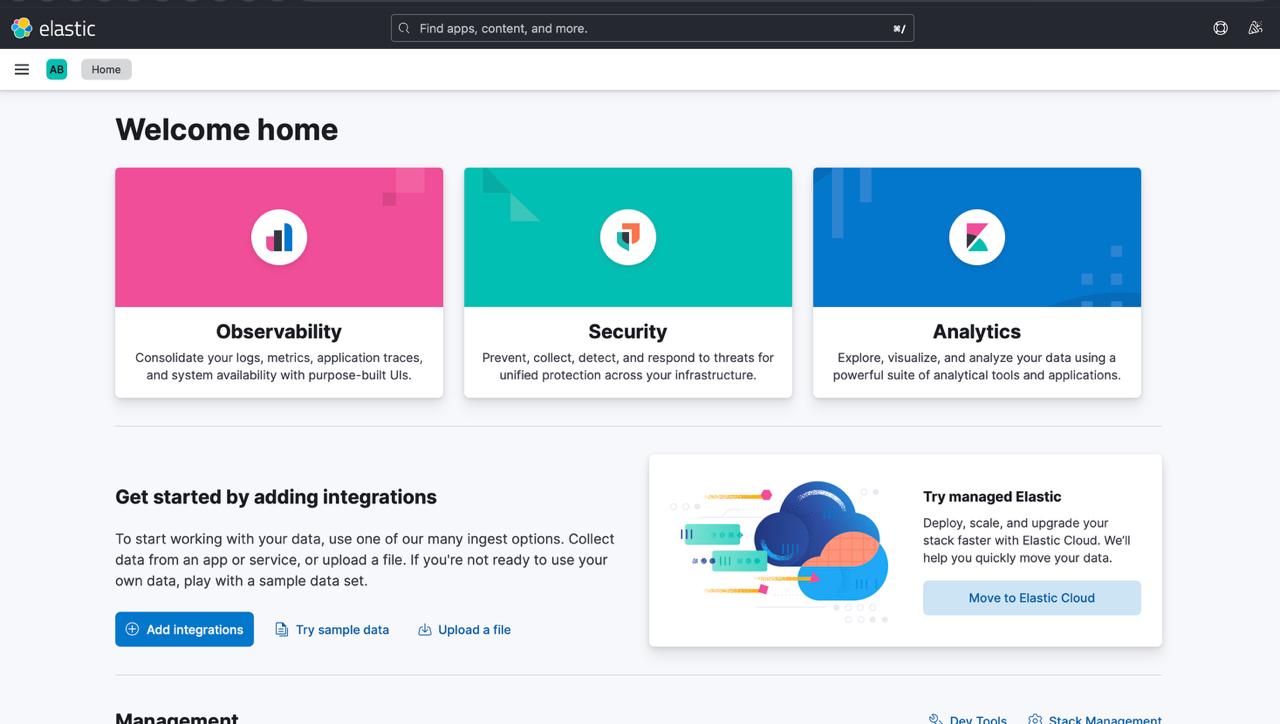 elastic
Find apps, content, and more.
⌘/
AB
Home
Welcome home
Observability
Consolidate your logs, metrics, application traces,
and system availability with purpose-built UIs.
Security
Prevent, collect, detect, and respond to threats for
unified protection across your infrastructure.
Analytics
Explore, visualize, and analyze your data using a
powerful suite of analytical tools and applications.
Get started by adding integrations
To start working with your data, use one of our many ingest options. Collect
data from an app or service, or upload a file. If you're not ready to use your
own data, play with a sample data set.
Add integrations
Try sample data
Upload a file
Try managed Elastic
Deploy, scale, and upgrade your
stack faster with Elastic Cloud. We’ll
help you quickly move your data.
Move to Elastic Cloud
Management
Dev Tools
Stack Management